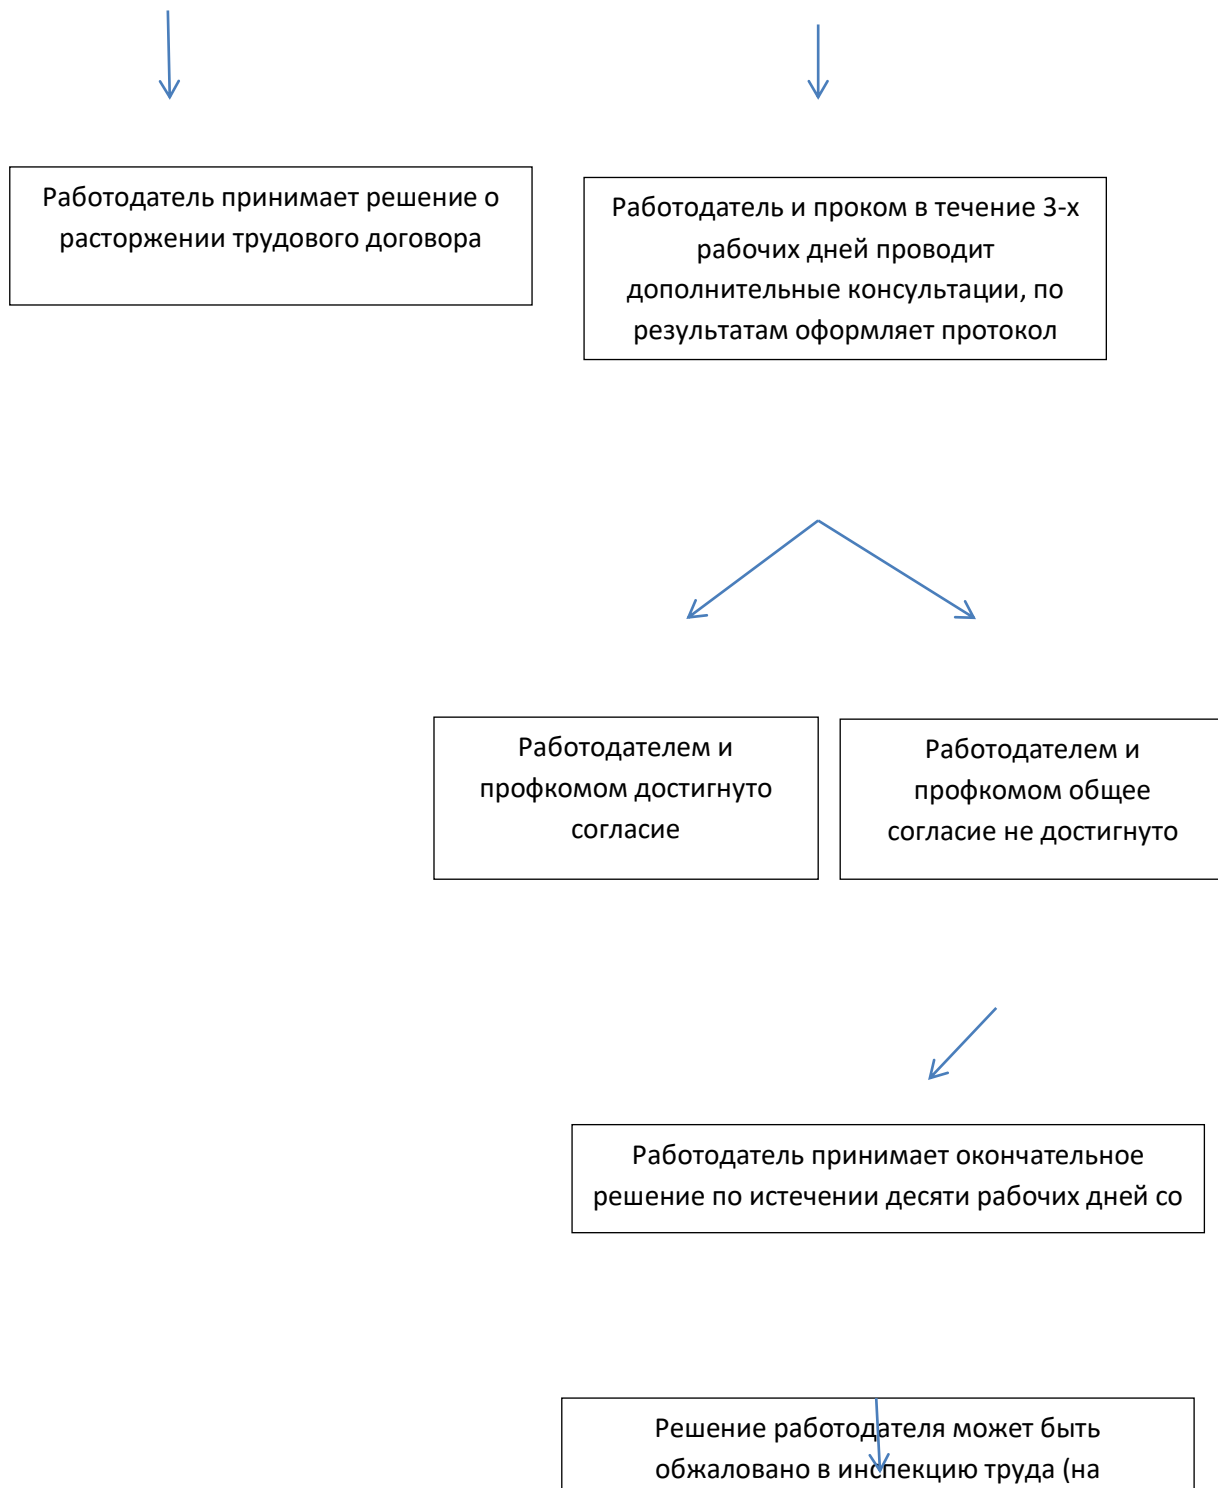 Работодатель принимает решение о
расторжении трудового договора
Работодатель и проком в течение 3-х
рабочих дней проводит
дополнительные консультации, по
результатам оформляет протокол
Работодателем и
профкомом достигнуто
согласие
Работодателем и
профкомом общее
согласие не достигнуто
Работодатель принимает окончательное
решение по истечении десяти рабочих дней со
Решение работодателя может быть
обжаловано в инспекцию труда (на